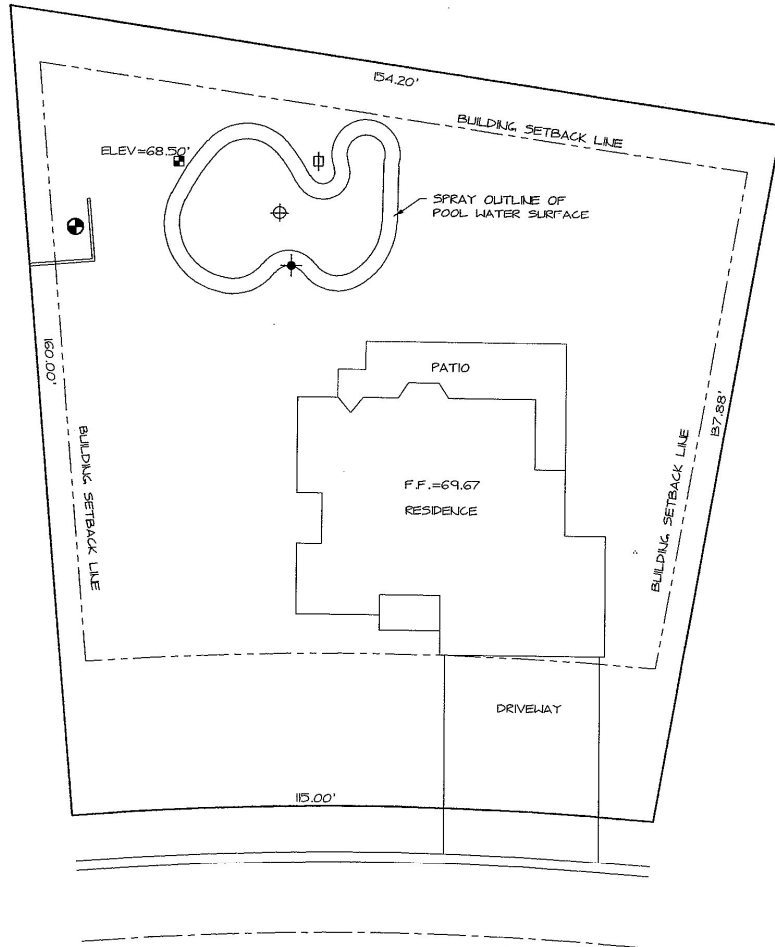 154.20'
BUILDING SETBACK LINE
ELEV=68.50'
SPRAY OUTLINE OF
POOL WATER SURFACE
160.00'
PATIO
137.88'
BUILDING SETBACK LINE
F.F.=69.67
RESIDENCE
BUILDING SETBACK LINE
DRIVEWAY
115.00'